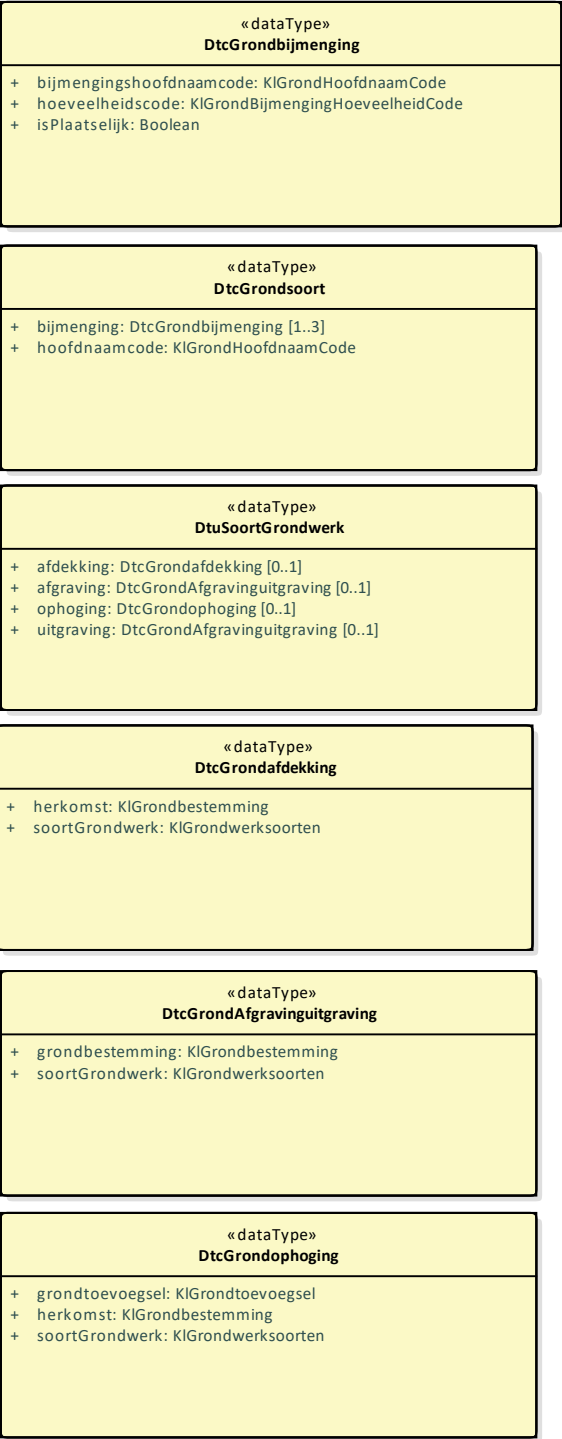 «dataType»
DtcGrondbijmenging
+ bijmengingshoofdnaamcode: KlGrondHoofdnaamCode
+ hoeveelheidscode: KlGrondBijmengingHoeveelheidCode
+ isPlaatselijk: Boolean
«dataType»
DtcGrondsoort
+ bijmenging: DtcGrondbijmenging [1..3]
+ hoofdnaamcode: KlGrondHoofdnaamCode
«dataType»
DtuSoortGrondwerk
+ afdekking: DtcGrondafdekking [0..1]
+ afgraving: DtcGrondAfgravinguitgraving [0..1]
+ ophoging: DtcGrondophoging [0..1]
+ uitgraving: DtcGrondAfgravinguitgraving [0..1]
«dataType»
DtcGrondafdekking
+ herkomst: KlGrondbestemming
+ soortGrondwerk: KlGrondwerksoorten
«dataType»
DtcGrondAfgravinguitgraving
+ grondbestemming: KlGrondbestemming
+ soortGrondwerk: KlGrondwerksoorten
«dataType»
DtcGrondophoging
+ grondtoevoegsel: KlGrondtoevoegsel
+ herkomst: KlGrondbestemming
+ soortGrondwerk: KlGrondwerksoorten